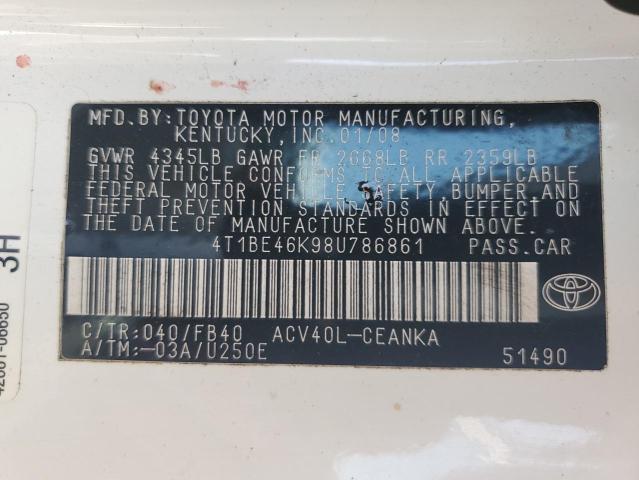 MFD.BY:TOYOTA MOTOR MANUFACTURING,
KENTUCKY, INC.01/08
GVWR 4345LB GAWR FR 2668LB RR 2359LB
THIS VEHICLE CONFORMS TO ALL APPLICABLE
FEDERAL MOTOR VEHICLE SAFETY, BUMPER AND
THEFT PREVENTION STANDARDS IN EFFECT ON
THE DATE OF MANUFACTURE SHOWN ABOVE.
4T1BE46K98U786861 PASS.CAR
C/TR:040/FB40 ACV40L-CEANKA
A/TM:-03A/U250E 51490
3H